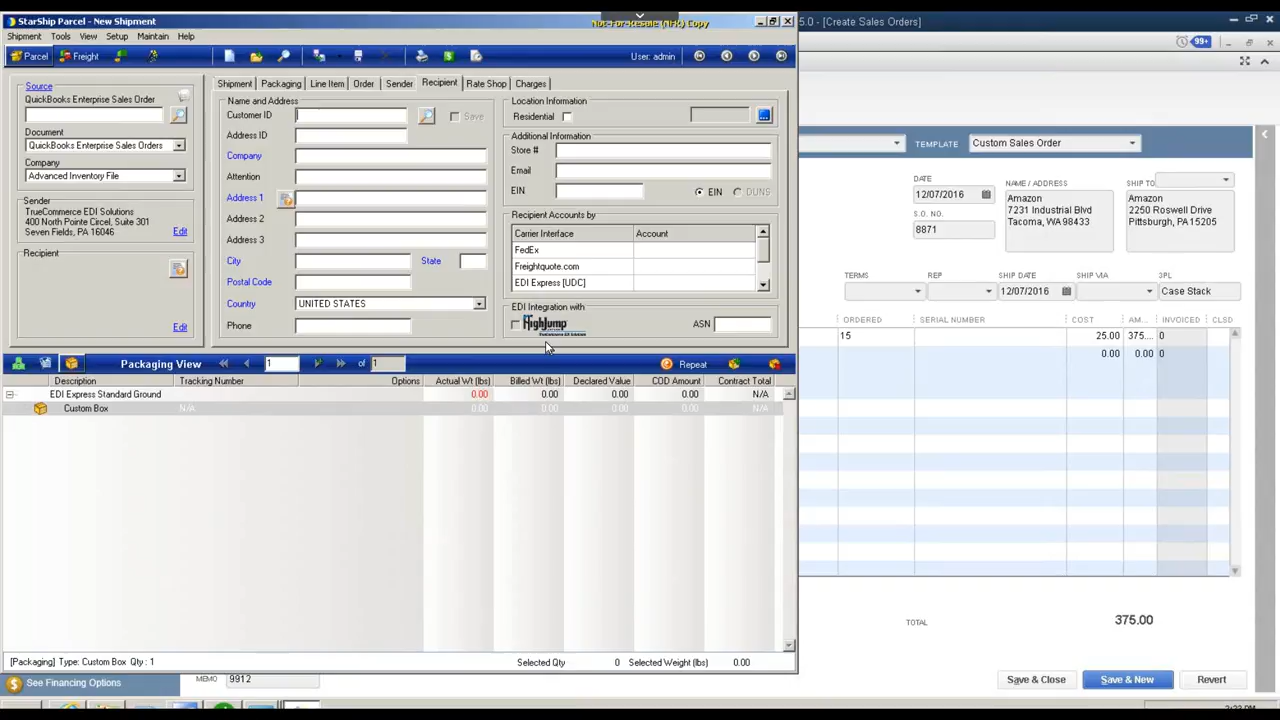 StarShip Parcel - New Shipment
Not-For-Resale (NFR) Copy
5.0 - [Create Sales Orders]
Shipment Tools View Setup Maintain Help
99+
Parcel Freight
User: admin
Source
QuickBooks Enterprise Sales Order
Document
QuickBooks Enterprise Sales Orders
Company
Advanced Inventory File
Sender
TrueCommerce EDI Solutions
400 North Pointe Circel, Suite 301
Seven Fields, PA 16046
Edit
Recipient
Edit
Shipment Packaging Line Item Order Sender Recipient Rate Shop Charges
Name and Address
Customer ID
Save
Address ID
Company
Attention
Address 1
Address 2
Address 3
City
State
Postal Code
Country
UNITED STATES
Phone
Location Information
Residential
Additional Information
Store #
Email
EIN
EIN
DUNS
Recipient Accounts by
Carrier Interface Account
FedEx
Freightquote.com
EDI Express [UDC]
EDI Integration with
HighJump
ASN
TEMPLATE
Custom Sales Order
DATE
12/07/2016
S.O. NO.
8871
NAME / ADDRESS
Amazon
7231 Industrial Blvd
Tacoma, WA 98433
SHIP TO
Amazon
2250 Roswell Drive
Pittsburgh, PA 15205
TERMS
REP
SHIP DATE
12/07/2016
SHIP VIA
3PL
Case Stack
ORDERED SERIAL NUMBER COST AM... INVOICED CLSD
15 25.00 375.... 0
0.00 0.00 0
Packaging View
1
of
1
Repeat
Description Tracking Number Options Actual Wt (lbs) Billed Wt (lbs) Declared Value COD Amount Contract Total
EDI Express Standard Ground 0.00 0.00 0.00 0.00 N/A
Custom Box N/A 0.00 0.00 0.00 0.00 N/A
[Packaging] Type: Custom Box Qty : 1
Selected Qty 0 Selected Weight (lbs) 0.00
TOTAL
375.00
See Financing Options
MEMO
9912
Save & Close
Save & New
Revert